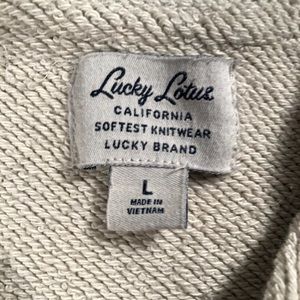 Lucky Lotus
CALIFORNIA
SOFTEST KNITWEAR
LUCKY BRAND
L
MADE IN
VIETNAM